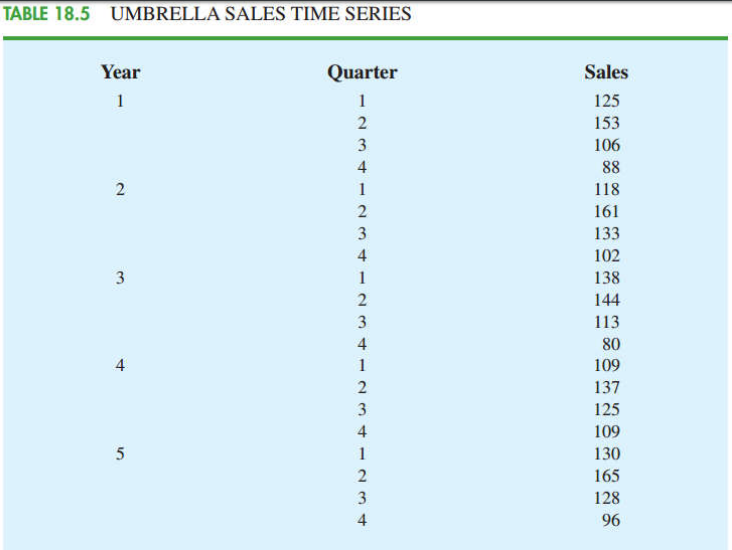 TABLE 18.5 UMBRELLA SALES TIME SERIES
Year Quarter Sales
1 1 125
2 153
3 106
4 88
2 1 118
2 161
3 133
4 102
3 1 138
2 144
3 113
4 80
4 1 109
2 137
3 125
4 109
5 1 130
2 165
3 128
4 96